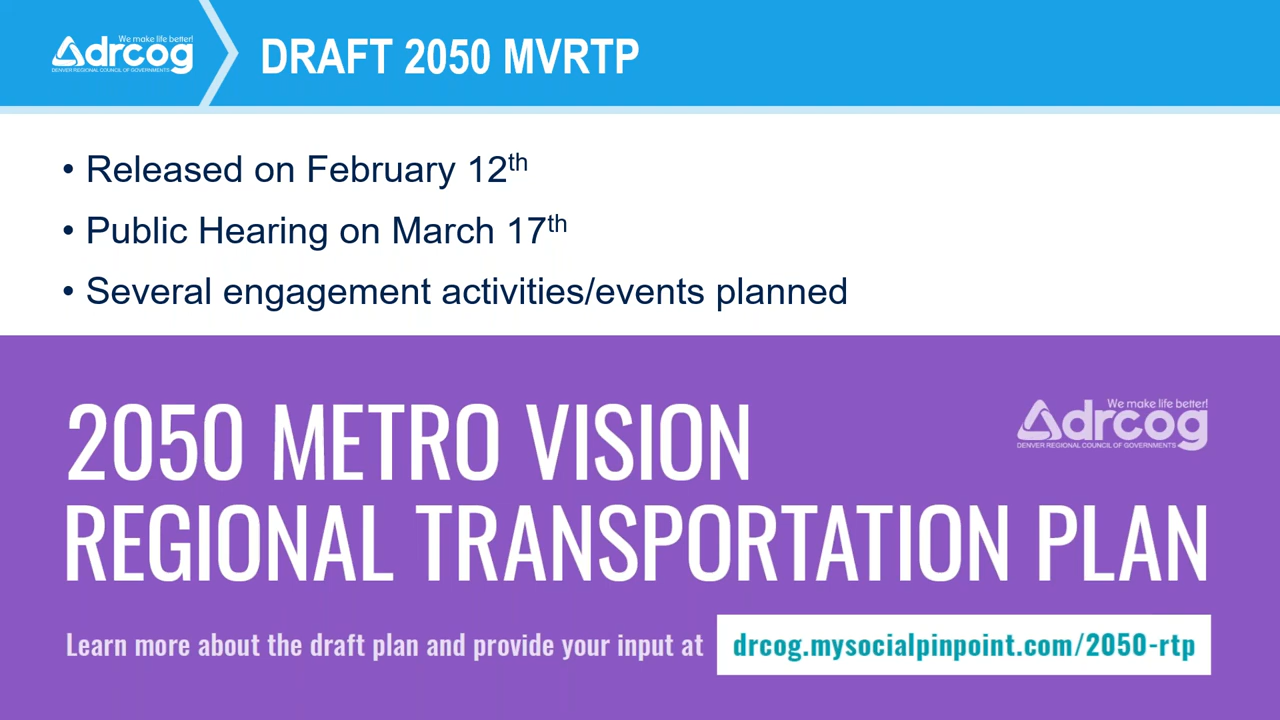 We make life better!
drcog
DENVER REGIONAL COUNCIL OF GOVERNMENTS
DRAFT 2050 MVRTP
• Released on February 12th
• Public Hearing on March 17th
• Several engagement activities/events planned
2050 METRO VISION
REGIONAL TRANSPORTATION PLAN
We make life better!
drcog
DENVER REGIONAL COUNCIL OF GOVERNMENTS
Learn more about the draft plan and provide your input at drcog.mysocialpinpoint.com/2050-rtp